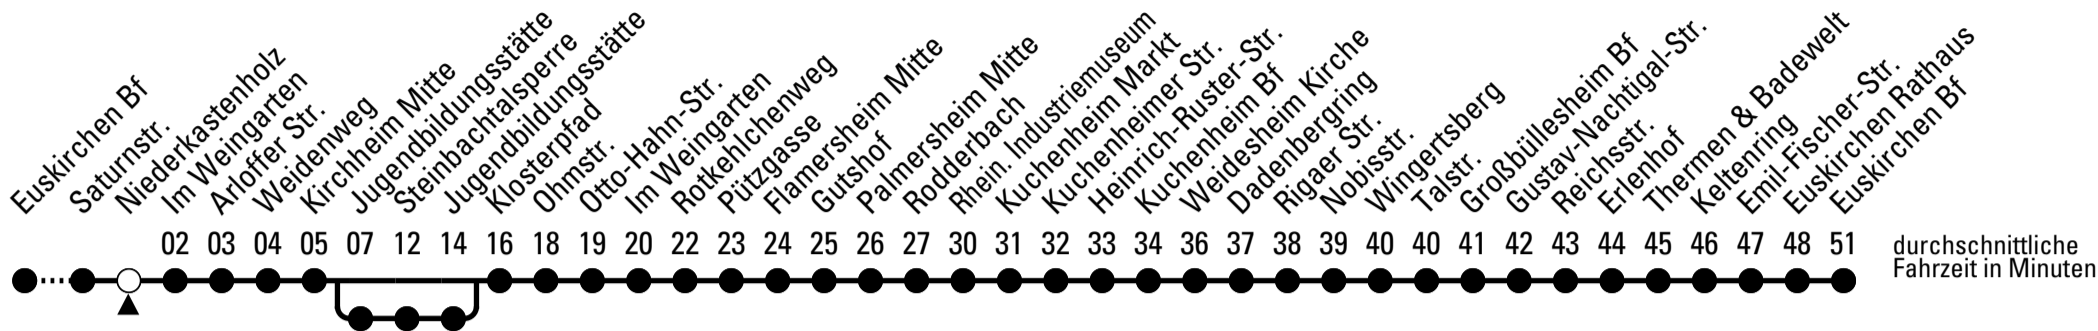 Euskirchen Bf
Saturnstr.
Niederkastenholz
Im Weingarten
Arloffer Str.
Weidenweg
Kirchheim Mitte
Jugendbildungsstätte
Steinbachtalsperre
Jugendbildungsstätte
Klosterpfad
Ohmstr.
Otto-Hahn-Str.
Im Weingarten
Rotkehlchenweg
Pützgasse
Flamersheim Mitte
Gutshof
Palmersheim Mitte
Rodderbach
Rhein. Industriemuseum
Kuchenheim Markt
Kuchenheimer Str.
Heinrich-Ruster-Str.
Kuchenheim Bf
Weidesheim Kirche
Dadenbergring
Rigaer Str.
Nobisstr.
Wingertsberg
Talstr.
Großbüllesheim Bf
Gustav-Nachtigal-Str.
Reichsstr.
Erlenhof
Thermen & Badewelt
Keltenring
Emil-Fischer-Str.
Euskirchen Rathaus
Euskirchen Bf
02 03 04 05 07 12 14 16 18 19 20 22 23 24 25 26 27 30 31 32 33 34 36 37 38 39 40 40 41 42 43 44 45 46 47 48 51
durchschnittliche
Fahrzeit in Minuten